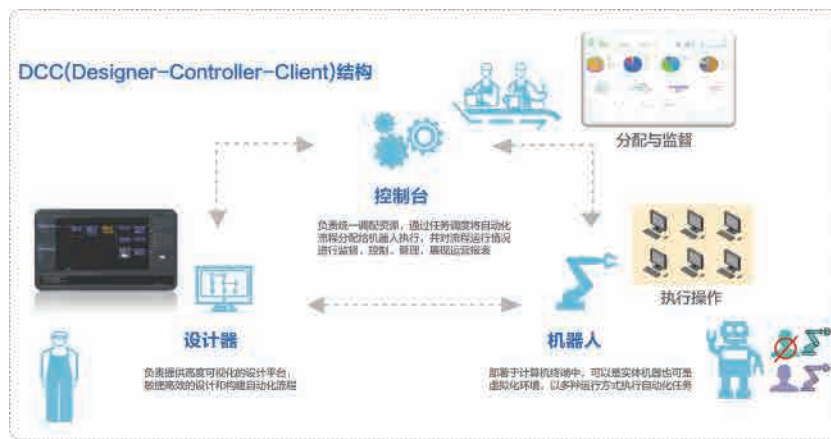 DCC(Designer-Controller-Client)结构
分配与监督
控制台
负责统一调配资源，通过任务调度将自动化
流程分配给机器人执行，并对流程运行情况
进行监督，控制，管理，展现运营报表
执行操作
设计器
机器人
负责提供高度可视化的设计平台，
敏捷高效的设计和构建自动化流程
部署于计算机终端中，可以是实体机器也可是
虚拟化环境，以多种运行方式执行自动化任务